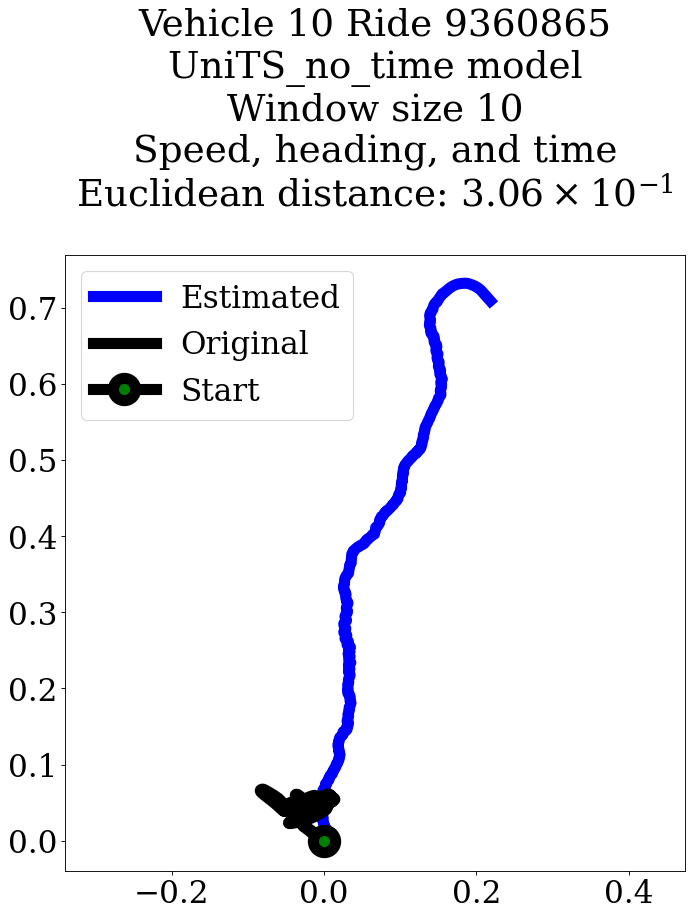 Vehicle 10 Ride 9360865
UniTS_no_time model
Window size 10
Speed, heading, and time
Euclidean distance: 3.06 × 10⁻¹
Estimated
Original
Start
0.7
0.6
0.5
0.4
0.3
0.2
0.1
0.0
−0.2 0.0 0.2 0.4